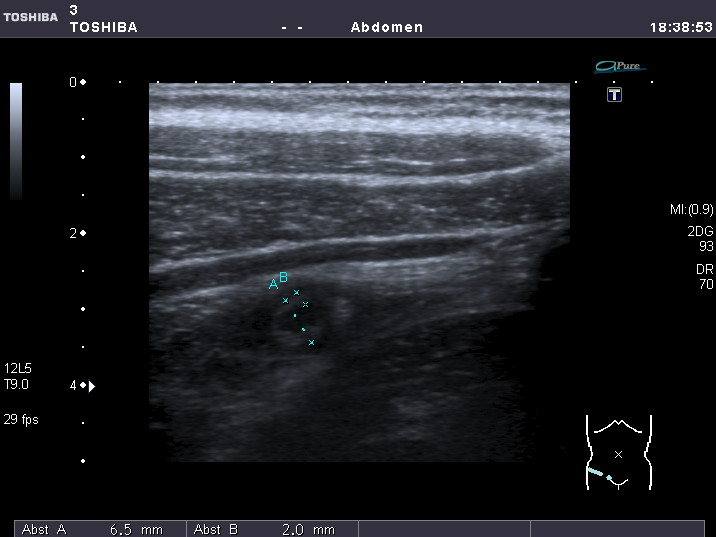 TOSHIBA
3
TOSHIBA - - Abdomen 18:38:53
Pure
T
0
2
4
A B
MI:(0.9)
2DG
93
DR
70
12L5
T9.0
29 fps
Abst A 6.5 mm Abst B 2.0 mm